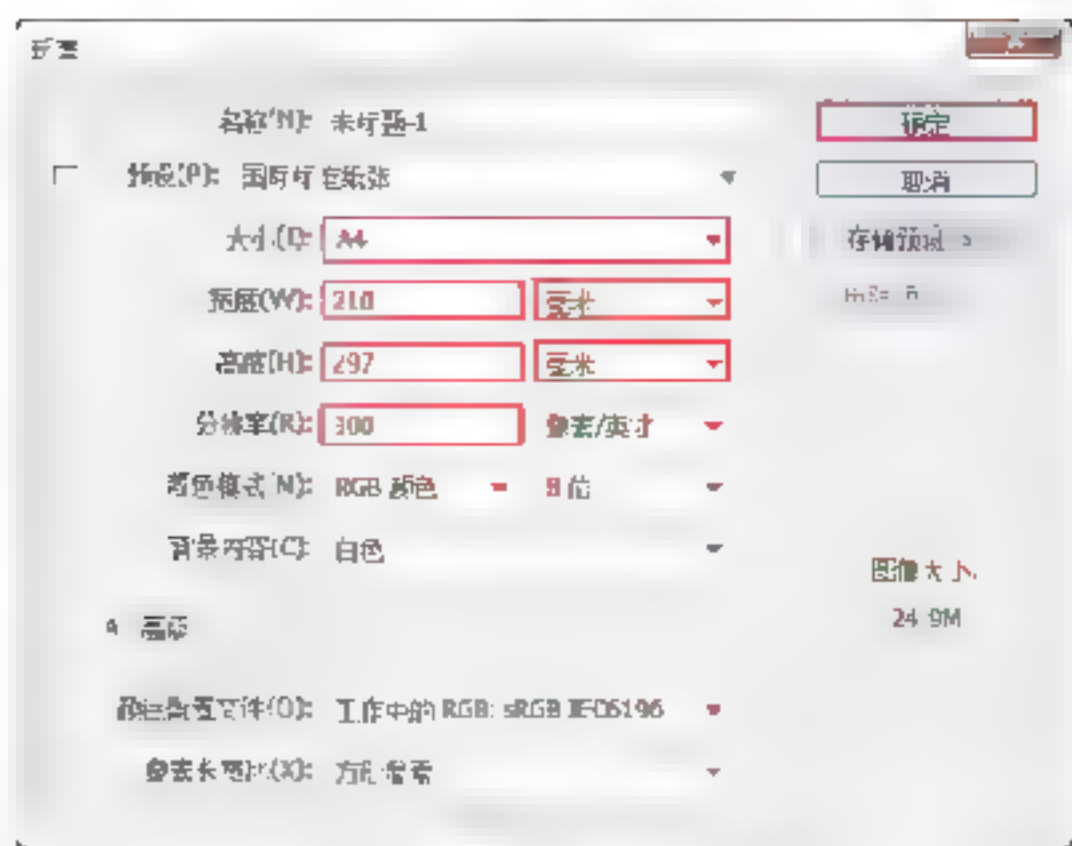 新建
名称(N): 未标题-1
确定
预设(P): 国际标准纸张
取消
大小(I): A4
存储预设
宽度(W): 210 毫米
高度(H): 297 毫米
分辨率(R): 300 像素/英寸
颜色模式(M): RGB 颜色 8 位
背景内容(C): 白色
图像大小:
24.9M
高级
颜色配置文件(O): 工作中的 RGB: sRGB IEC6196
像素长宽比(X): 方形像素